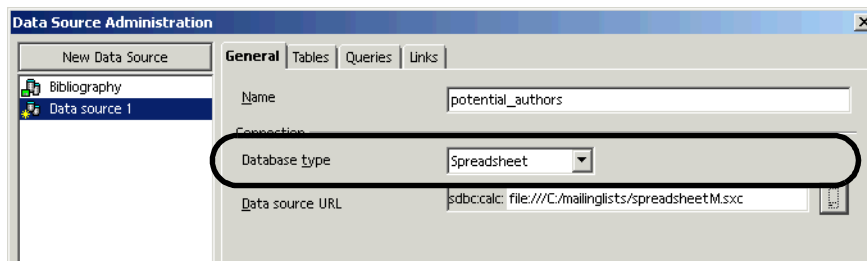 Data Source Administration
New Data Source
General Tables Queries Links
Bibliography
Data source 1
Name potential_authors
Connection
Database type Spreadsheet
Data source URL sdbc:calc: file:///C:/mailinglists/spreadsheetM.sxc